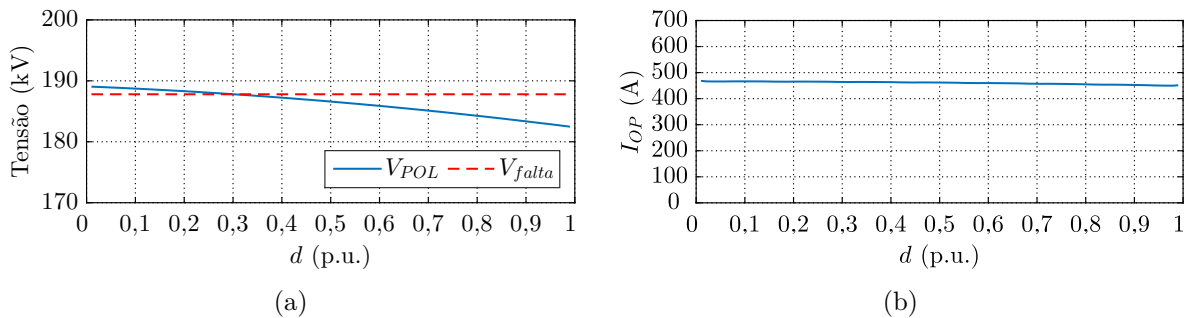 Tensão (kV)
200
190
180
170
V_POL V_falta
0 0,1 0,2 0,3 0,4 0,5 0,6 0,7 0,8 0,9 1
d (p.u.)
(a)
I_OP (A)
700
600
500
400
300
200
100
0
0 0,1 0,2 0,3 0,4 0,5 0,6 0,7 0,8 0,9 1
d (p.u.)
(b)